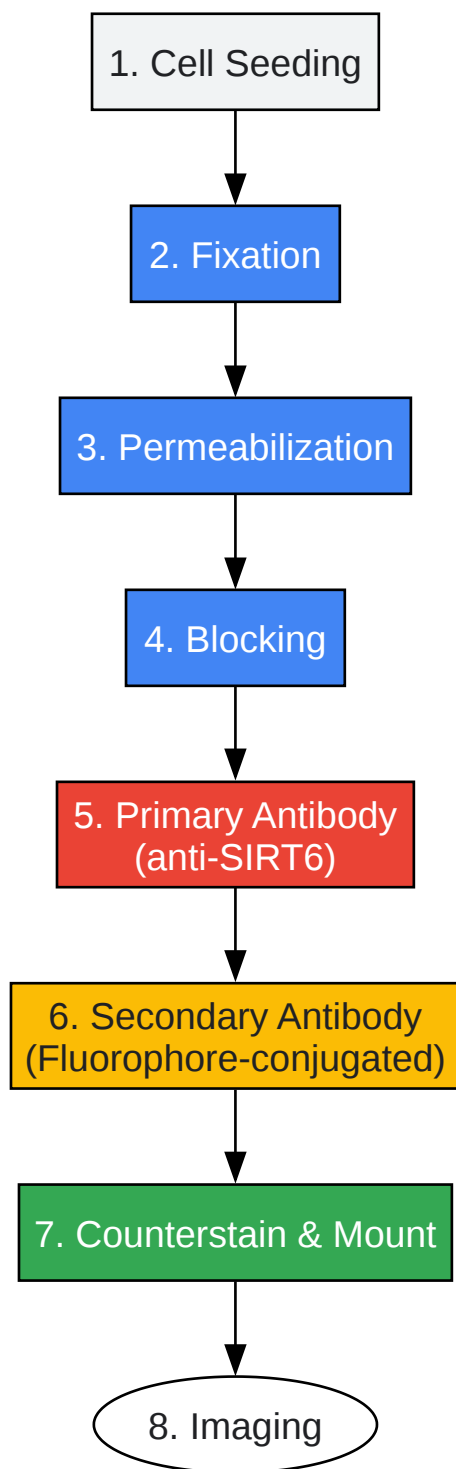 1. Cell Seeding
2. Fixation
3. Permeabilization
4. Blocking
5. Primary Antibody
(anti-SIRT6)
6. Secondary Antibody
(Fluorophore-conjugated)
7. Counterstain & Mount
8. Imaging